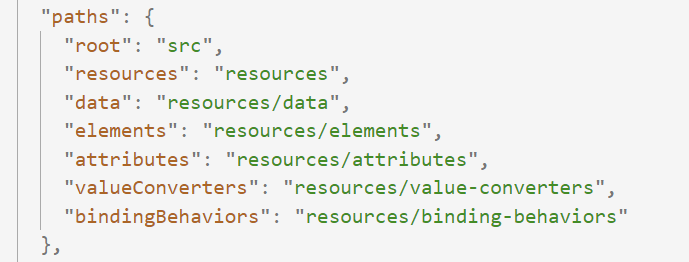 "paths": {
"root": "src",
"resources": "resources",
"data": "resources/data",
"elements": "resources/elements",
"attributes": "resources/attributes",
"valueConverters": "resources/value-converters",
"bindingBehaviors": "resources/binding-behaviors"
},